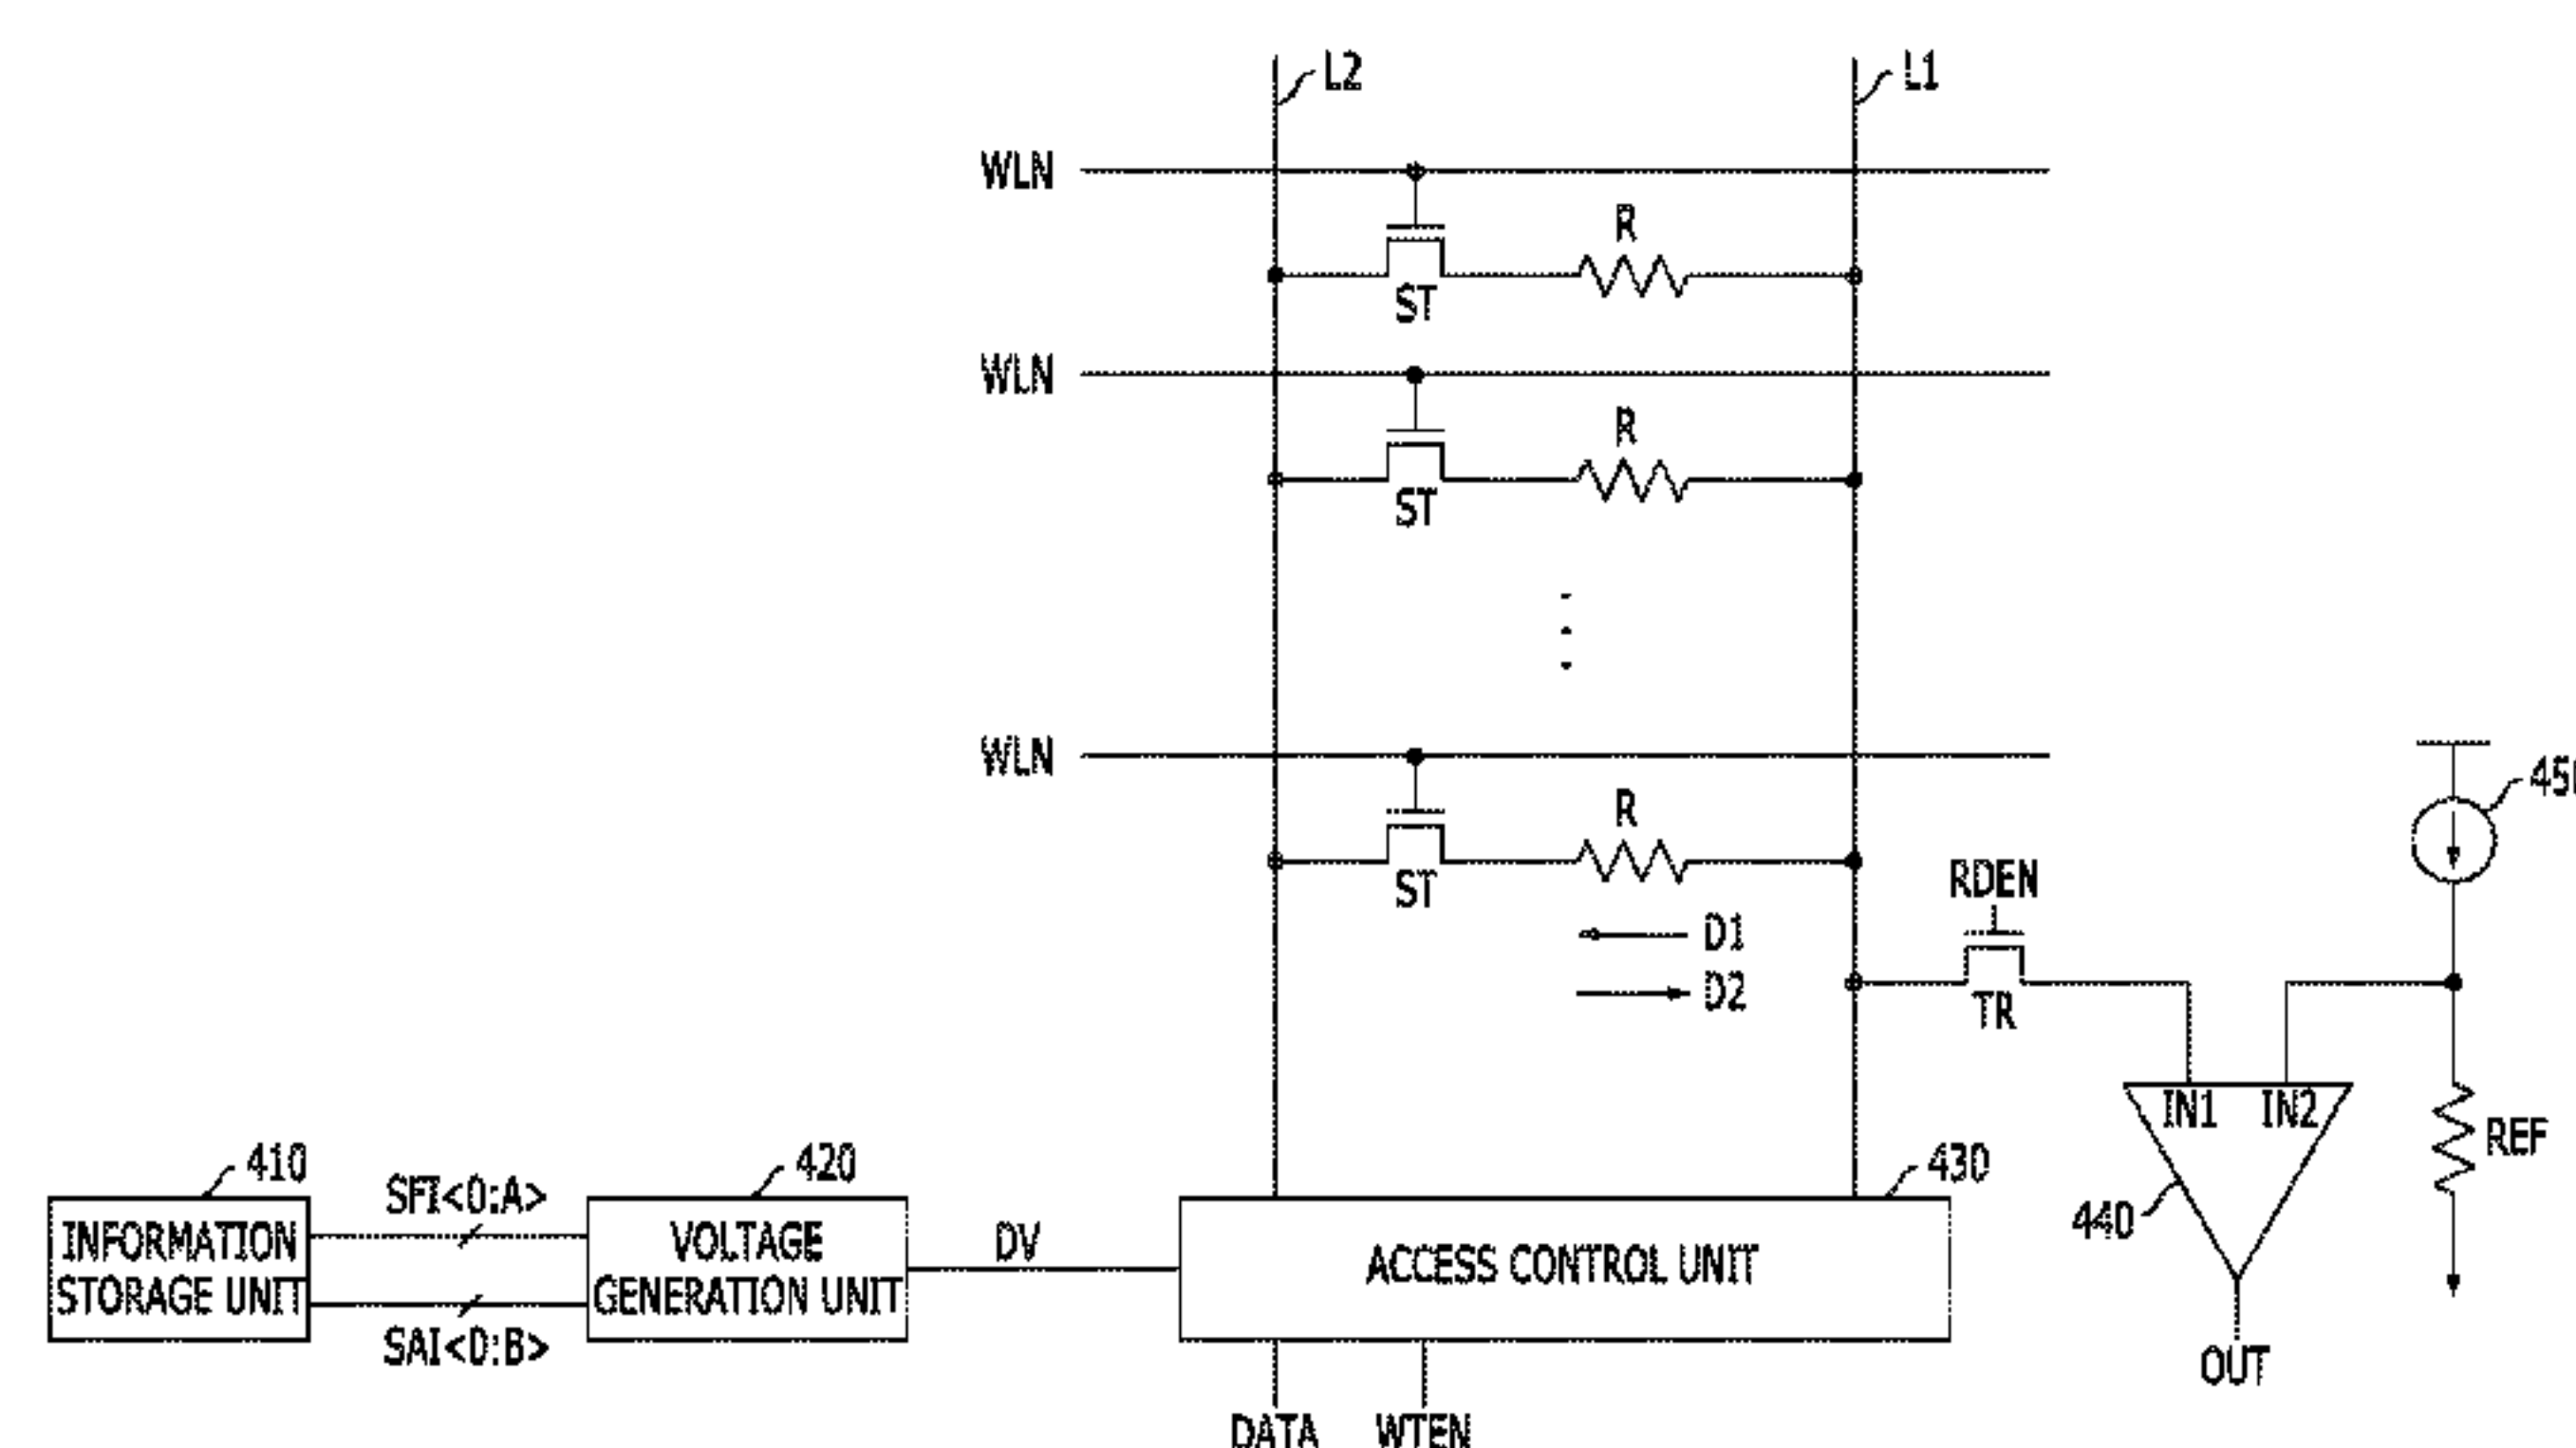 L2
L1
WLN
R
ST
WLN
R
ST
WLN
R
ST
D1
D2
RDEN
TR
IN1 IN2
REF
440
OUT
410
INFORMATION
STORAGE UNIT
SFI<0:A>
SAI<0:B>
420
VOLTAGE
GENERATION UNIT
DV
430
ACCESS CONTROL UNIT
DATA
WTEN